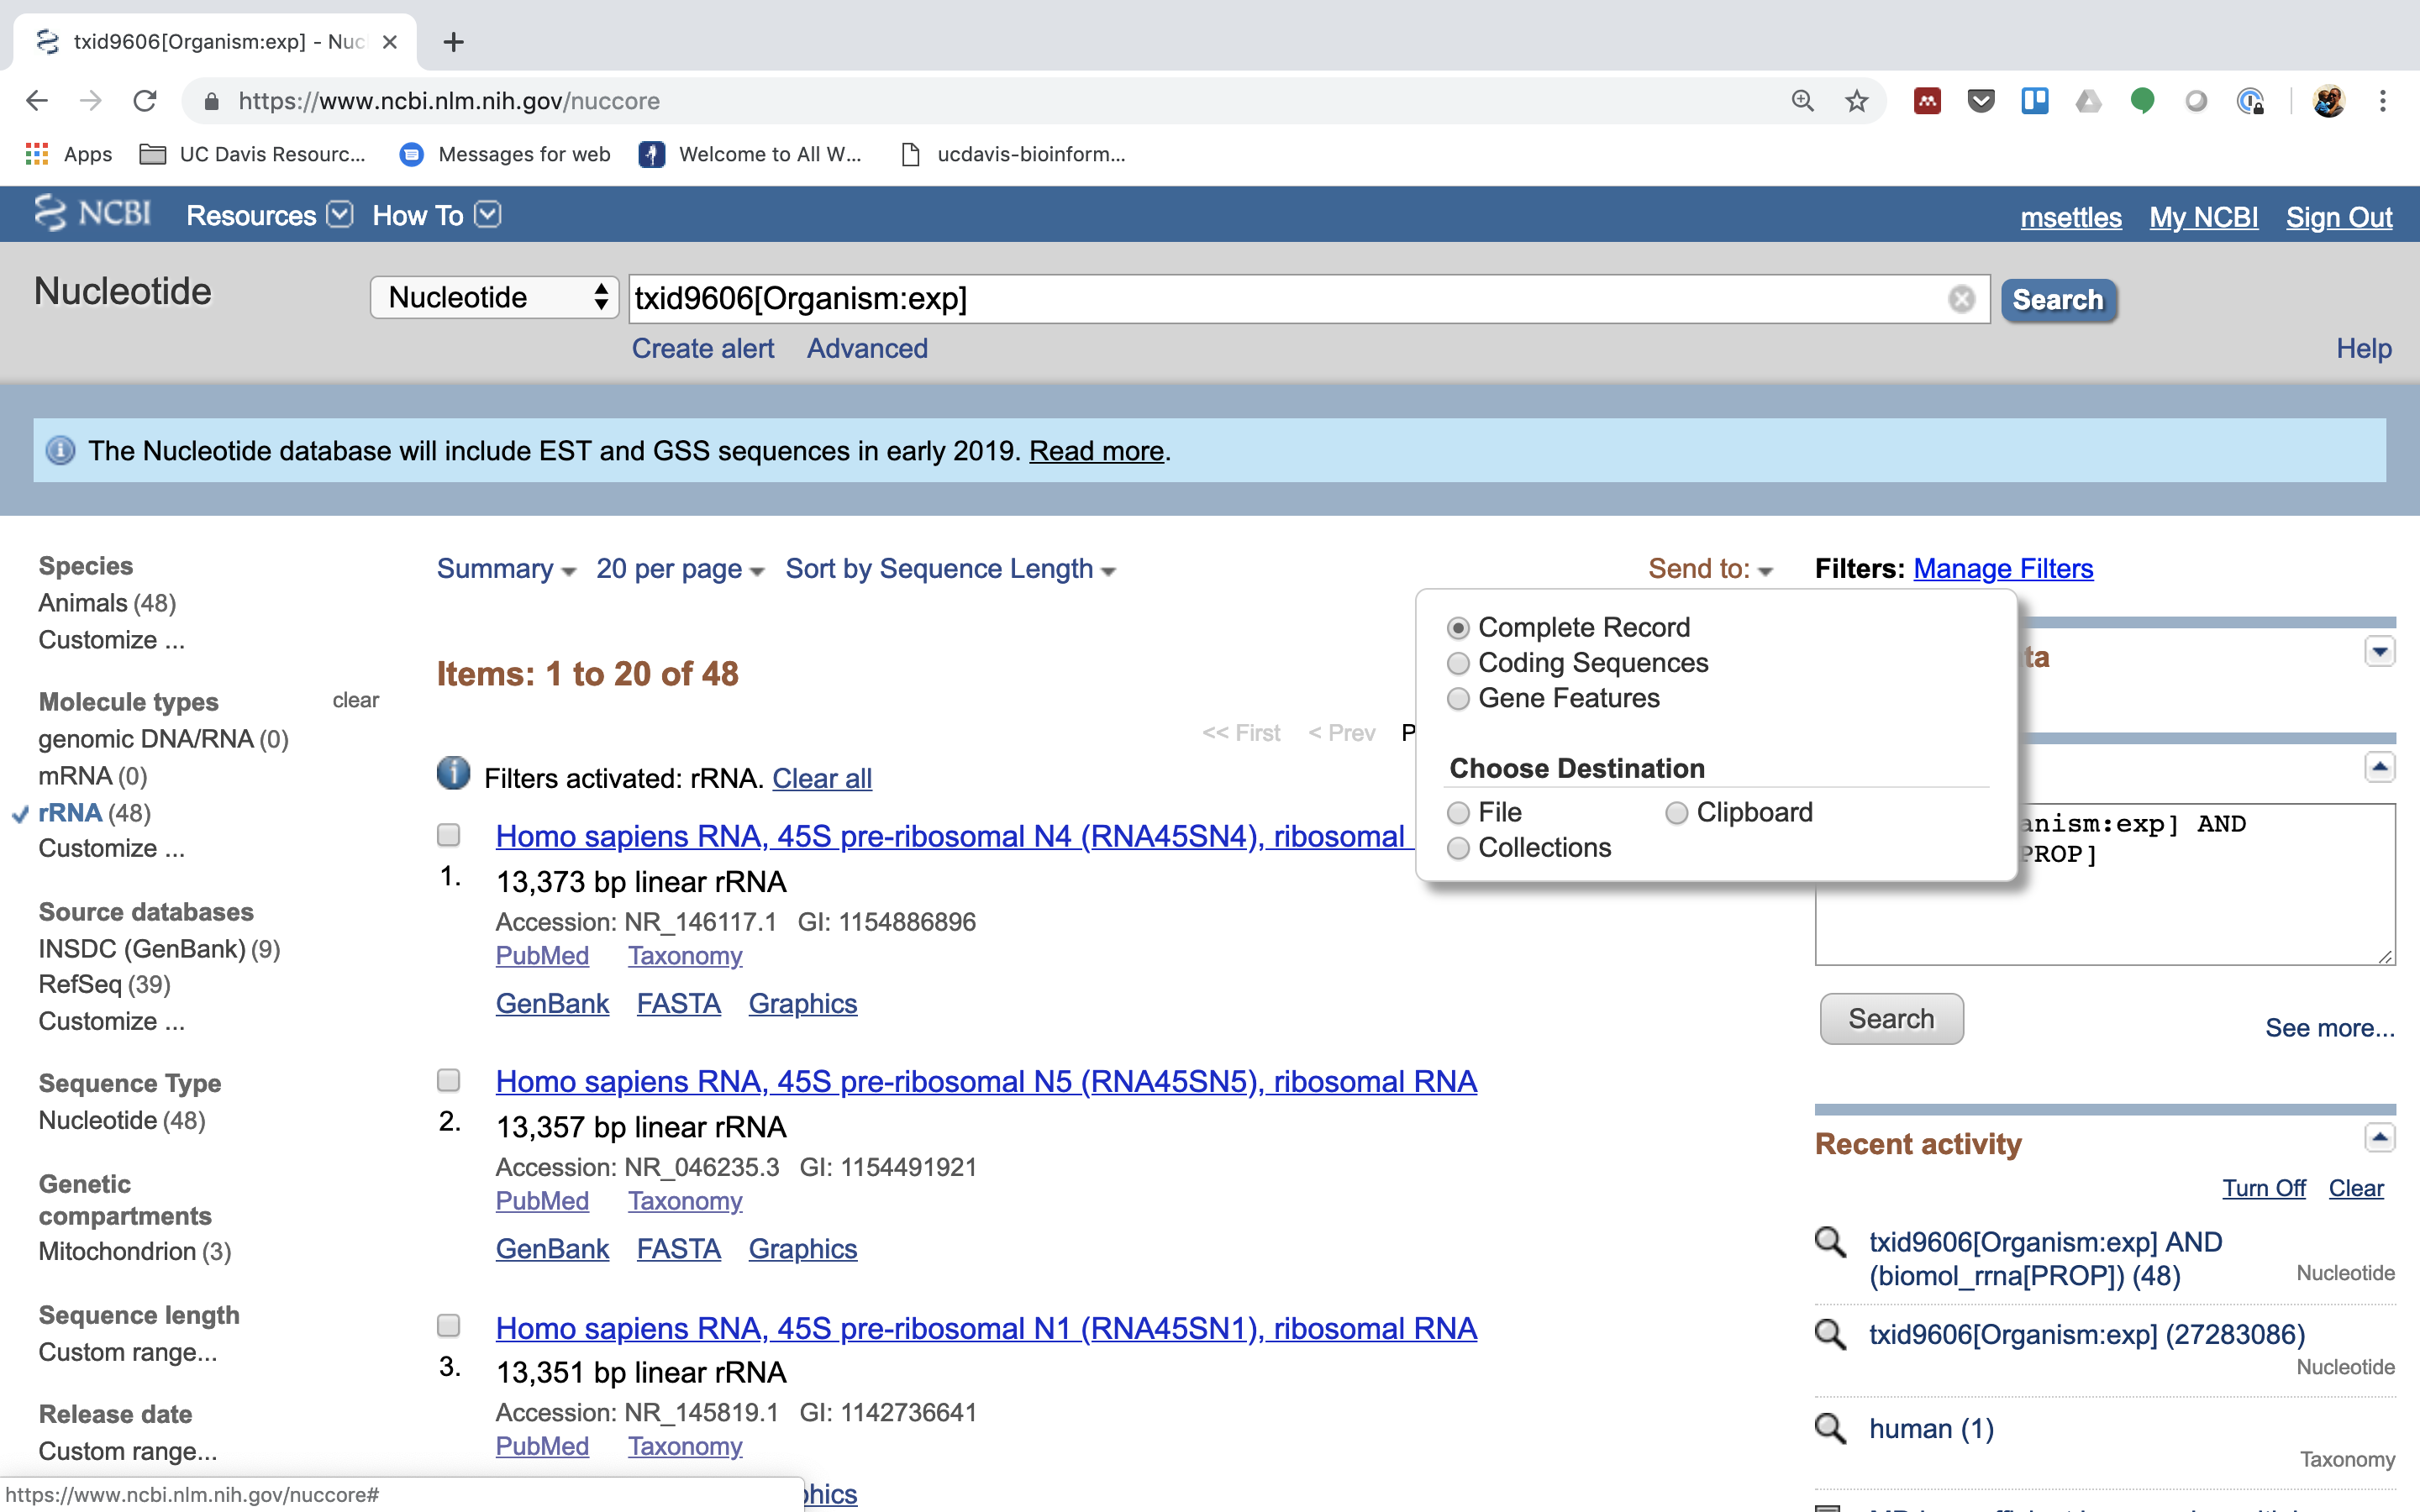 txid9606[Organism:exp] - Nuc
https://www.ncbi.nlm.nih.gov/nuccore
Apps UC Davis Resourc... Messages for web Welcome to All W... ucdavis-bioinform...
NCBI Resources How To msettles My NCBI Sign Out
Nucleotide Nucleotide txid9606[Organism:exp] Search
Create alert Advanced Help
The Nucleotide database will include EST and GSS sequences in early 2019. Read more.
Species
Animals (48)
Customize ...
Molecule types clear
genomic DNA/RNA (0)
mRNA (0)
rRNA (48)
Customize ...
Source databases
INSDC (GenBank) (9)
RefSeq (39)
Customize ...
Sequence Type
Nucleotide (48)
Genetic
compartments
Mitochondrion (3)
Sequence length
Custom range...
Release date
Custom range...
https://www.ncbi.nlm.nih.gov/nuccore#
Summary 20 per page Sort by Sequence Length Send to:
Items: 1 to 20 of 48
<< First < Prev P
Filters activated: rRNA. Clear all
Homo sapiens RNA, 45S pre-ribosomal N4 (RNA45SN4), ribosomal
1. 13,373 bp linear rRNA
Accession: NR_146117.1 GI: 1154886896
PubMed Taxonomy
GenBank FASTA Graphics
Homo sapiens RNA, 45S pre-ribosomal N5 (RNA45SN5), ribosomal RNA
2. 13,357 bp linear rRNA
Accession: NR_046235.3 GI: 1154491921
PubMed Taxonomy
GenBank FASTA Graphics
Homo sapiens RNA, 45S pre-ribosomal N1 (RNA45SN1), ribosomal RNA
3. 13,351 bp linear rRNA
Accession: NR_145819.1 GI: 1142736641
PubMed Taxonomy
phics
Complete Record
Coding Sequences
Gene Features
Choose Destination
File Clipboard
Collections
Filters: Manage Filters
ta
anism:exp] AND
PROP]
Search See more...
Recent activity
Turn Off Clear
txid9606[Organism:exp] AND
(biomol_rrna[PROP]) (48) Nucleotide
txid9606[Organism:exp] (27283086)
Nucleotide
human (1)
Taxonomy